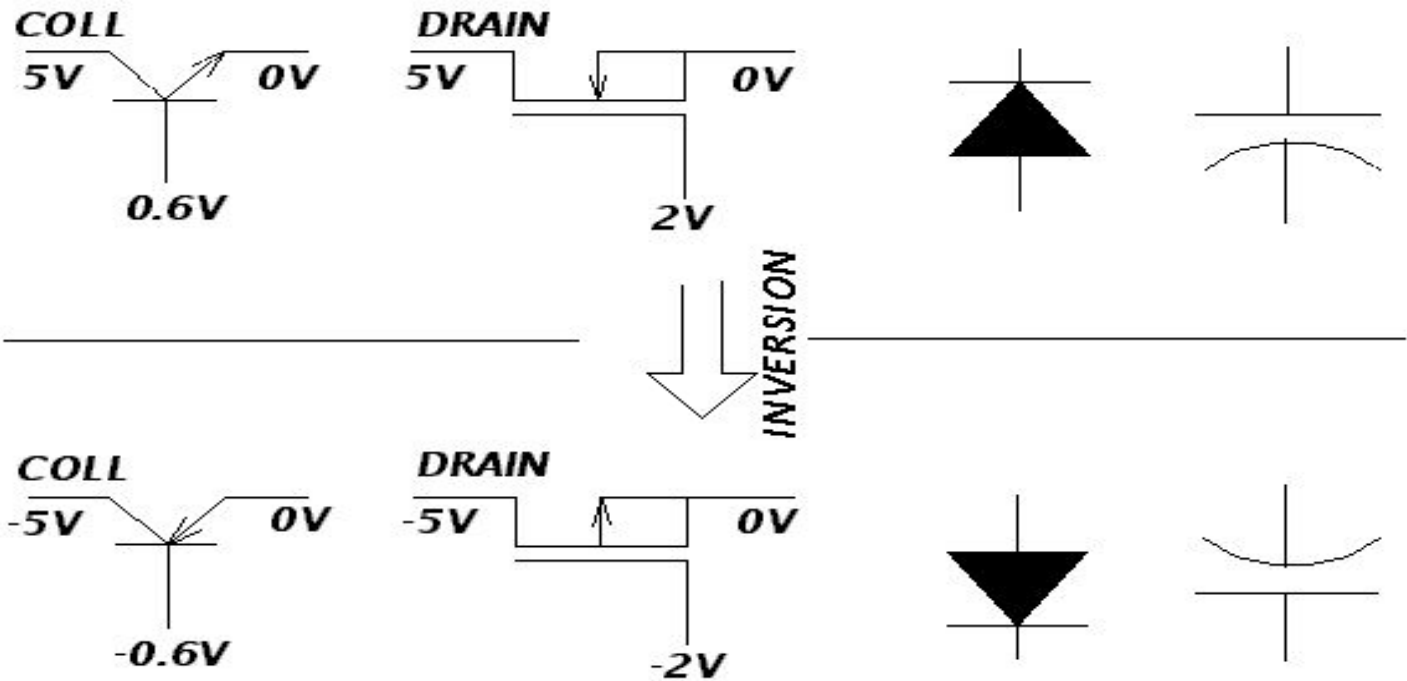 COLL
DRAIN
5V 0V 5V 0V
0.6V
2V
INVERSION
COLL
DRAIN
-5V 0V -5V 0V
-0.6V
-2V